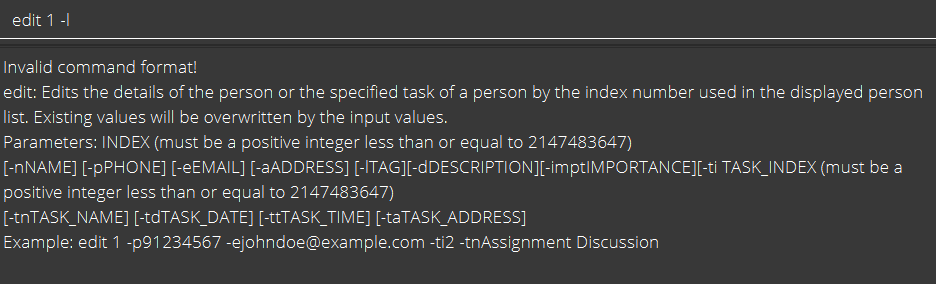 edit 1 -l
Invalid command format!
edit: Edits the details of the person or the specified task of a person by the index number used in the displayed person
list. Existing values will be overwritten by the input values.
Parameters: INDEX (must be a positive integer less than or equal to 2147483647)
[-nNAME] [-pPHONE] [-eEMAIL] [-aADDRESS] [-lTAG][-dDESCRIPTION][-imptIMPORTANCE][-ti TASK_INDEX (must be a
positive integer less than or equal to 2147483647)
[-tnTASK_NAME] [-tdTASK_DATE] [-ttTASK_TIME] [-taTASK_ADDRESS]
Example: edit 1 -p91234567 -ejohndoe@example.com -ti2 -tnAssignment Discussion